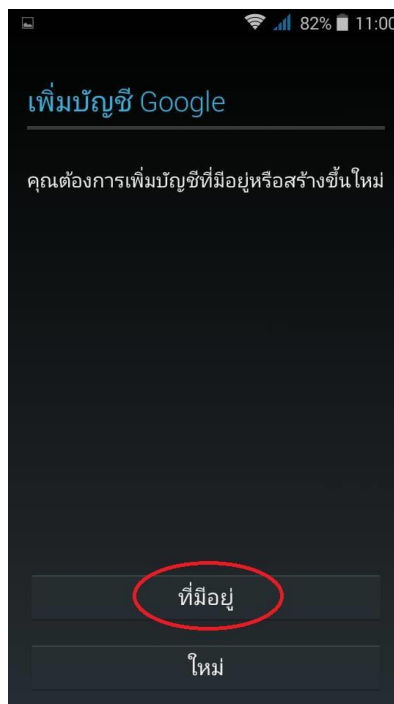 82% 11:00
เพิ่มบัญชี Google
คุณต้องการเพิ่มบัญชีที่มีอยู่หรือสร้างขึ้นใหม่
ที่มีอยู่
ใหม่